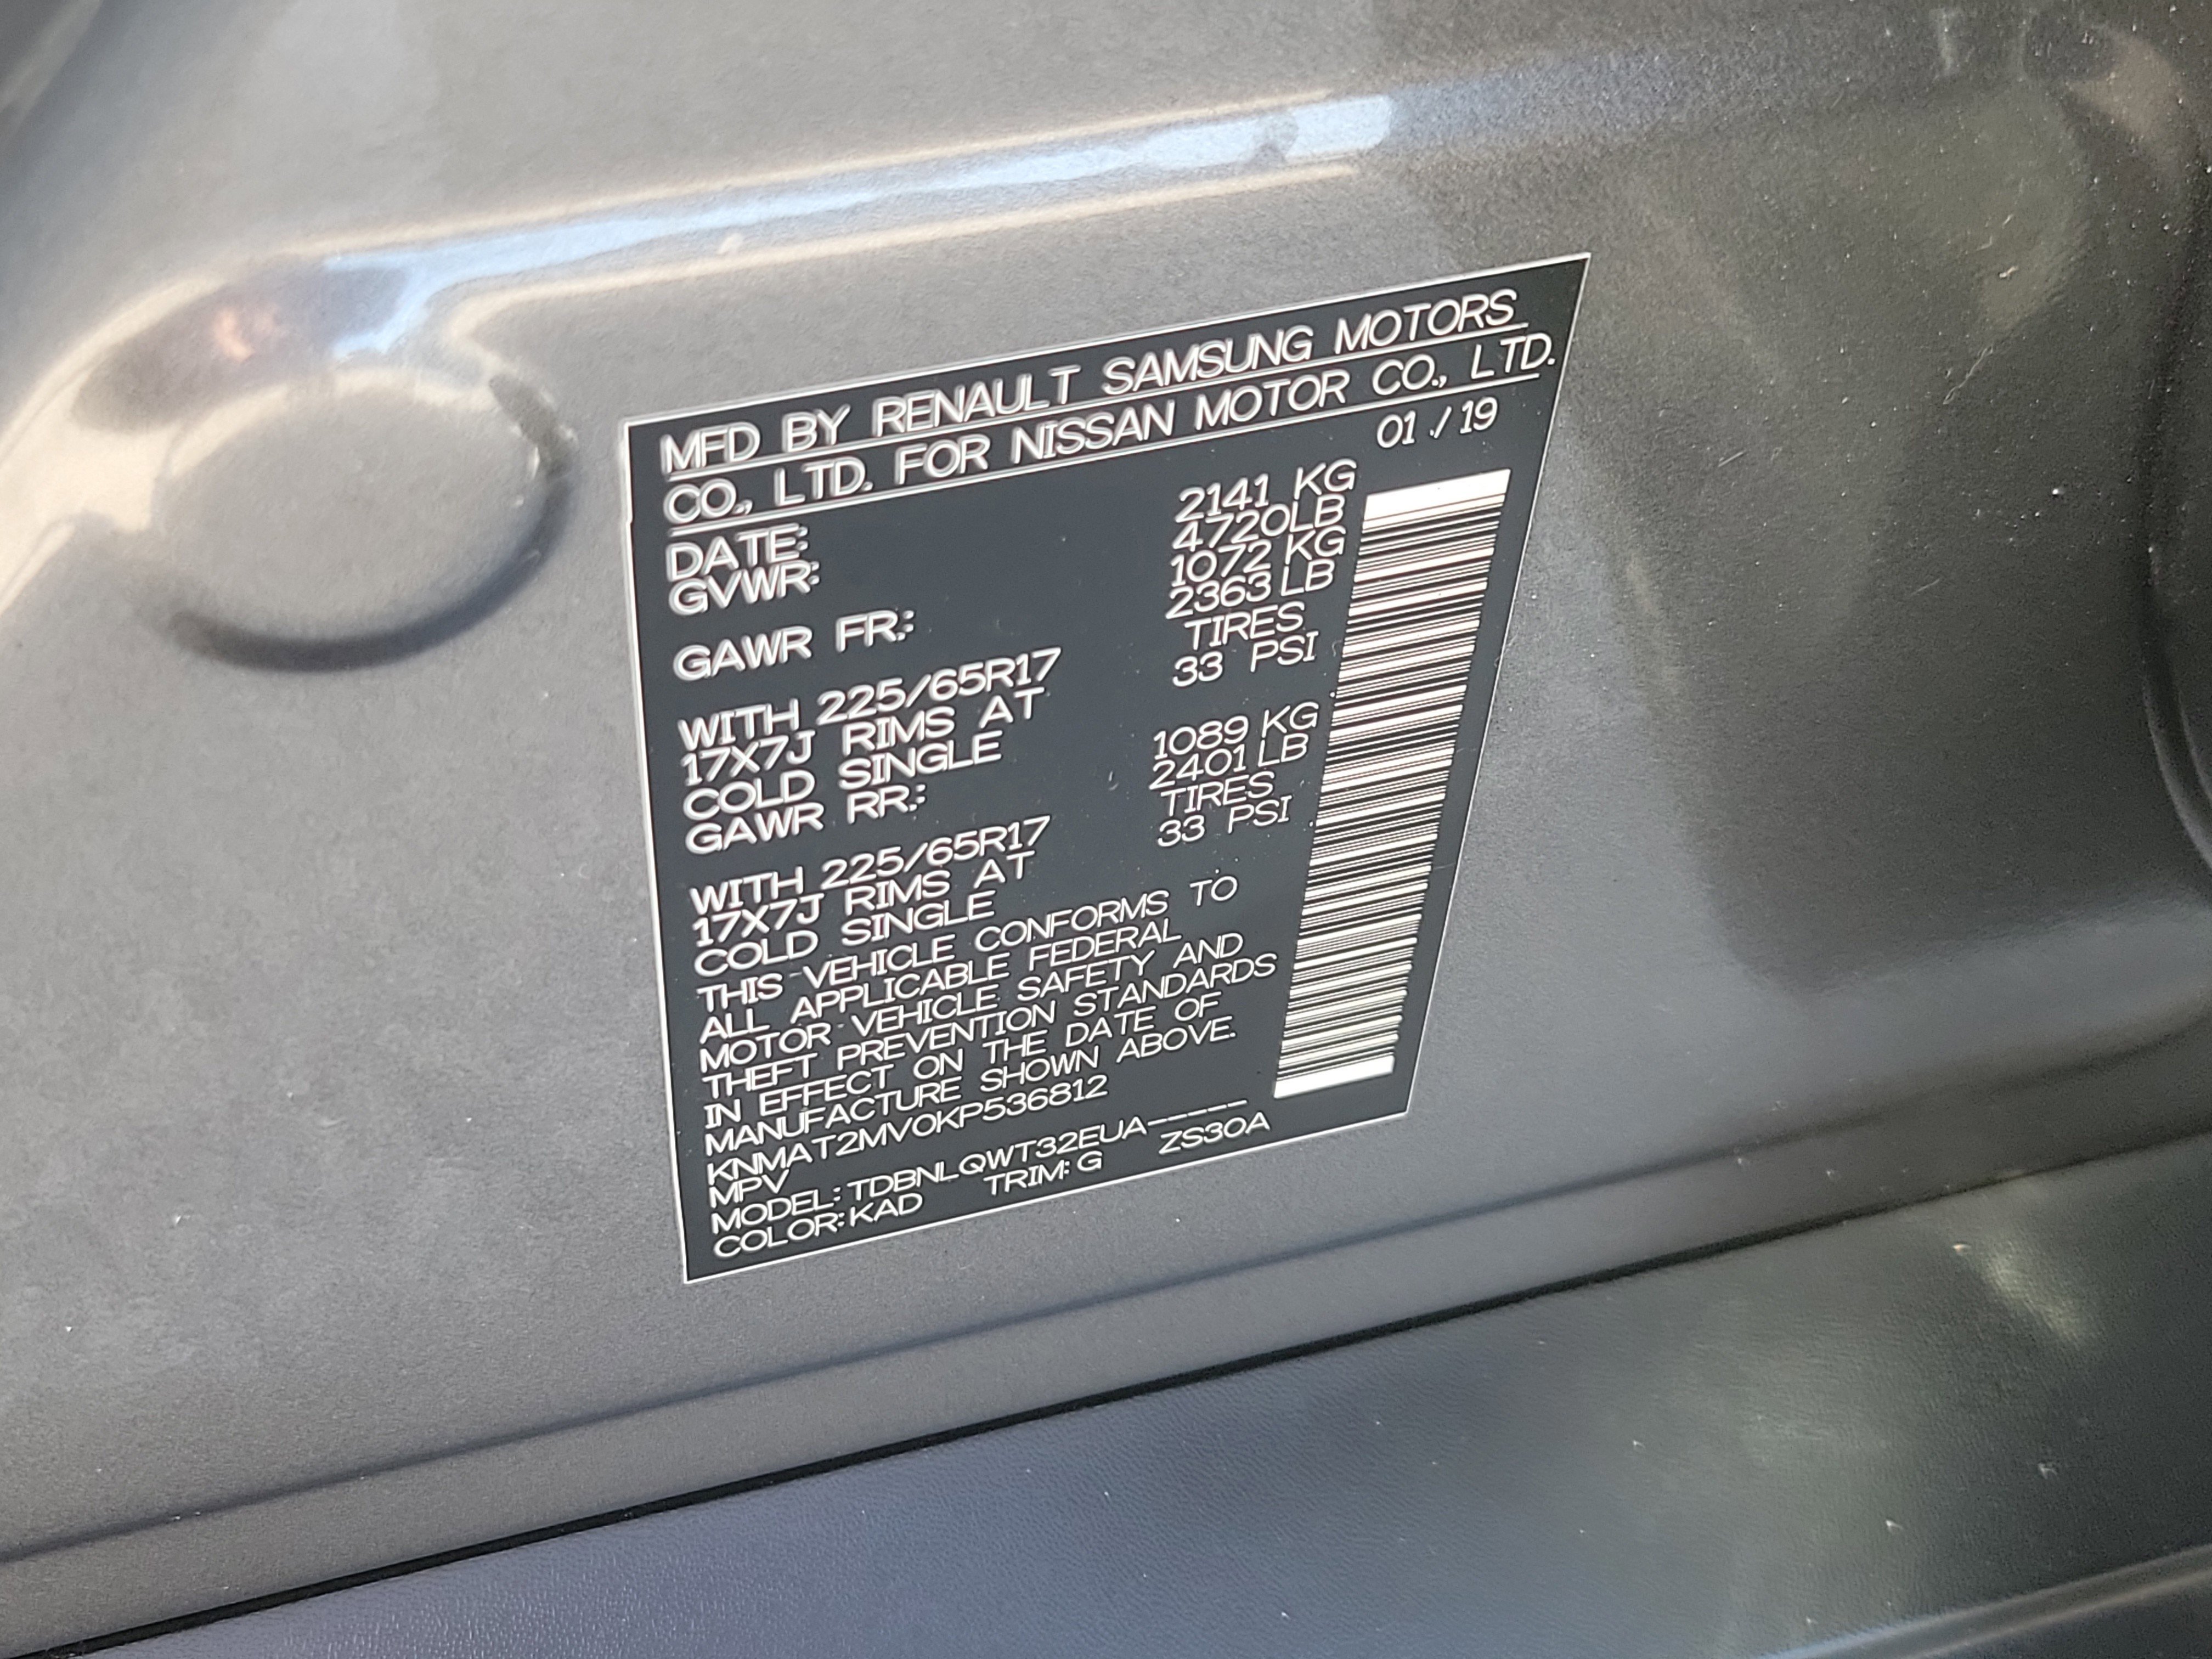 MFD BY RENAULT SAMSUNG MOTORS
CO., LTD. FOR NISSAN MOTOR CO., LTD.
DATE: 01 / 19
GVWR: 2141 KG
4720LB
GAWR FR.: 1072 KG
2363 LB
WITH 225/65R17 TIRES
17X7J RIMS AT 33 PSI
COLD SINGLE
GAWR RR.: 1089 KG
2401 LB
WITH 225/65R17 TIRES
17X7J RIMS AT 33 PSI
COLD SINGLE
THIS VEHICLE CONFORMS TO
ALL APPLICABLE FEDERAL
MOTOR VEHICLE SAFETY AND
THEFT PREVENTION STANDARDS
IN EFFECT ON THE DATE OF
MANUFACTURE SHOWN ABOVE.
KNMAT2MV0KP536812
MPV
MODEL: TDBNLQWT32EUA-----
COLOR: KAD TRIM: G ZS30A